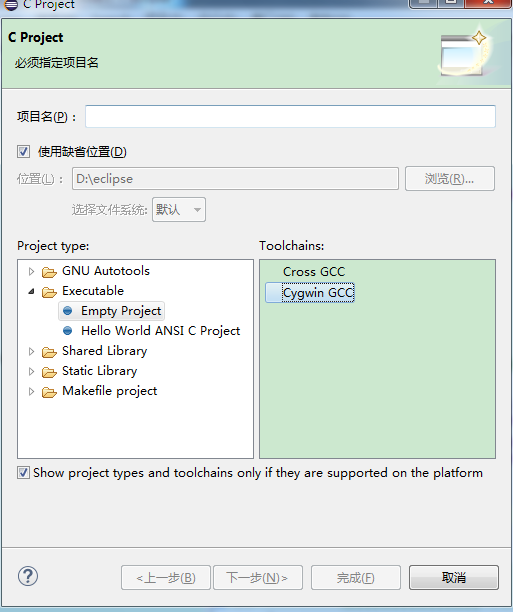 C Project
C Project
必须指定项目名
项目名(P)：
使用缺省位置(D)
位置(L)： D:\eclipse 浏览(R)...
选择文件系统: 默认
Project type: Toolchains:
GNU Autotools Cross GCC
Executable Cygwin GCC
Empty Project
Hello World ANSI C Project
Shared Library
Static Library
Makefile project
Show project types and toolchains only if they are supported on the platform
? <上一步(B) 下一步(N)> 完成(F) 取消